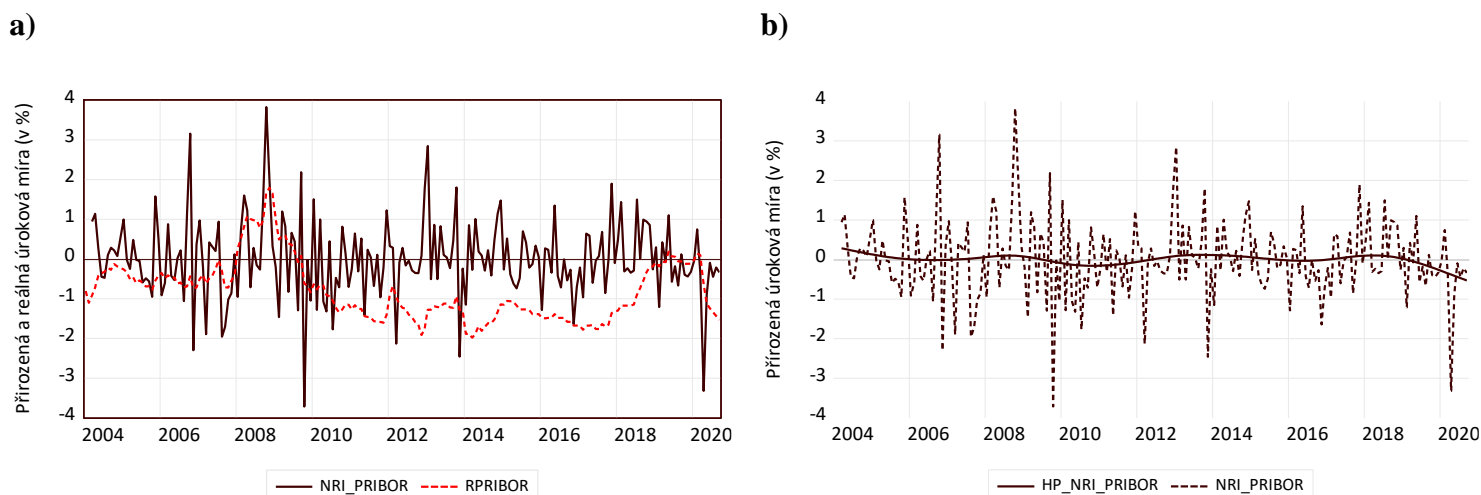 a)
Přirozená a reálná úroková míra (v %)
4
3
2
1
0
-1
-2
-3
-4
2004 2006 2008 2010 2012 2014 2016 2018 2020
NRI_PRIBOR RPRIBOR
b)
Přírozená úroková míra (v %)
4
3
2
1
0
-1
-2
-3
-4
2004 2006 2008 2010 2012 2014 2016 2018 2020
HP_NRI_PRIBOR NRI_PRIBOR